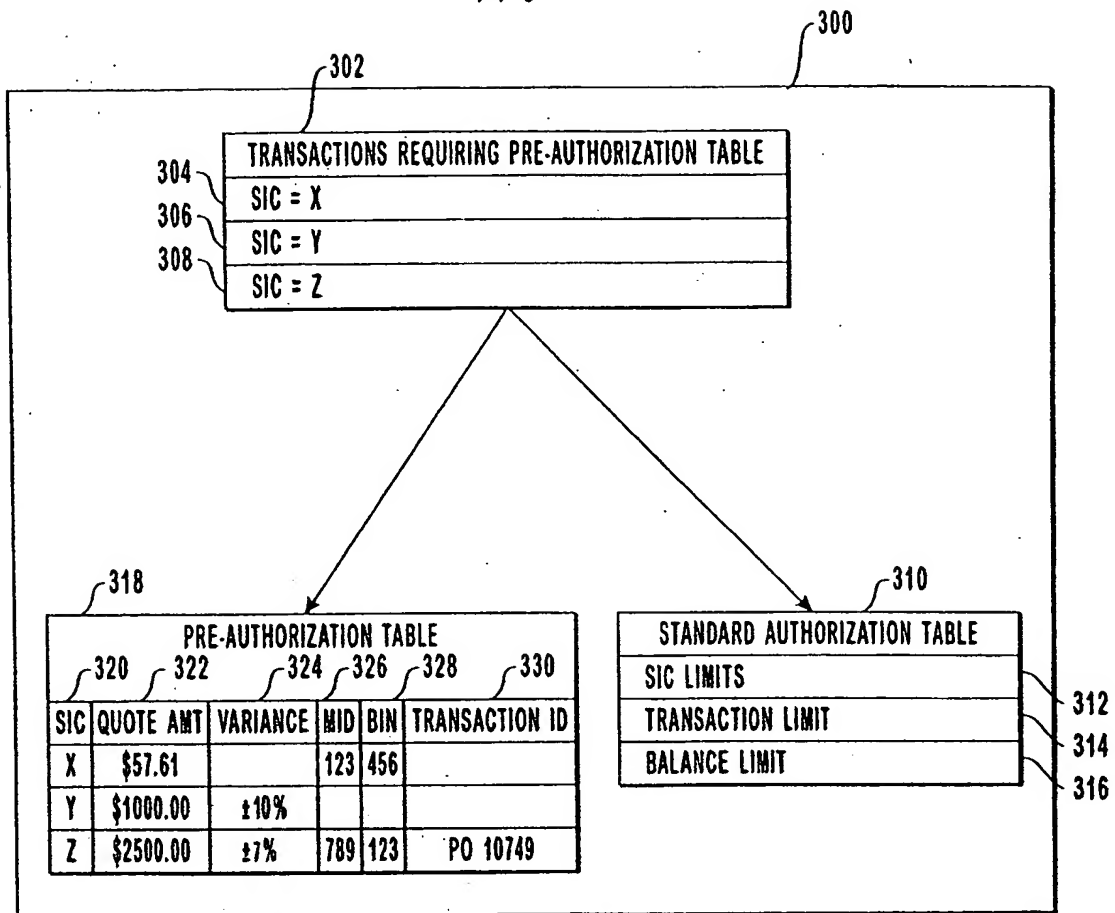 300
302
TRANSACTIONS REQUIRING PRE-AUTHORIZATION TABLE
304
SIC = X
306
SIC = Y
308
SIC = Z
318
PRE-AUTHORIZATION TABLE
320 322 324 326 328 330
SIC QUOTE AMT VARIANCE MID BIN TRANSACTION ID
X $57.61 123 456
Y $1000.00 ±10%
Z $2500.00 ±7% 789 123 PO 10749
310
STANDARD AUTHORIZATION TABLE
SIC LIMITS
312
TRANSACTION LIMIT
314
BALANCE LIMIT
316